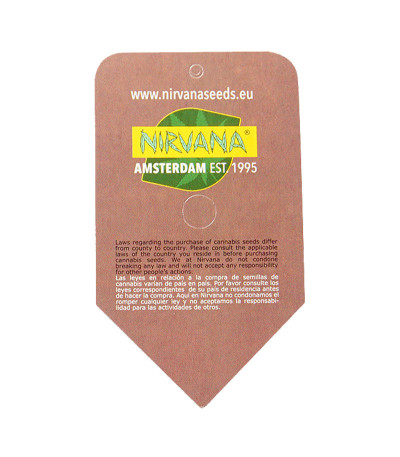 www.nirvanaseeds.eu
NIRVANA®
AMSTERDAM EST 1995
Laws regarding the purchase of cannabis seeds differ
from county to country. Please consult the applicable
laws of the country you reside in before purchasing
cannabis seeds. We at Nirvana do not condone
breaking any law and will not accept any responsibility
for other people's actions.
Las leyes en relación a la compra de semillas de
cannabis varían de país en país. Por favor consulte los
leyes correspondientes de su país de residencia antes
de hacer la compra. Aquí en Nirvana no condonamos el
romper cualquier ley y no aceptamos la responsabi-
lidad para las actividades de otros.